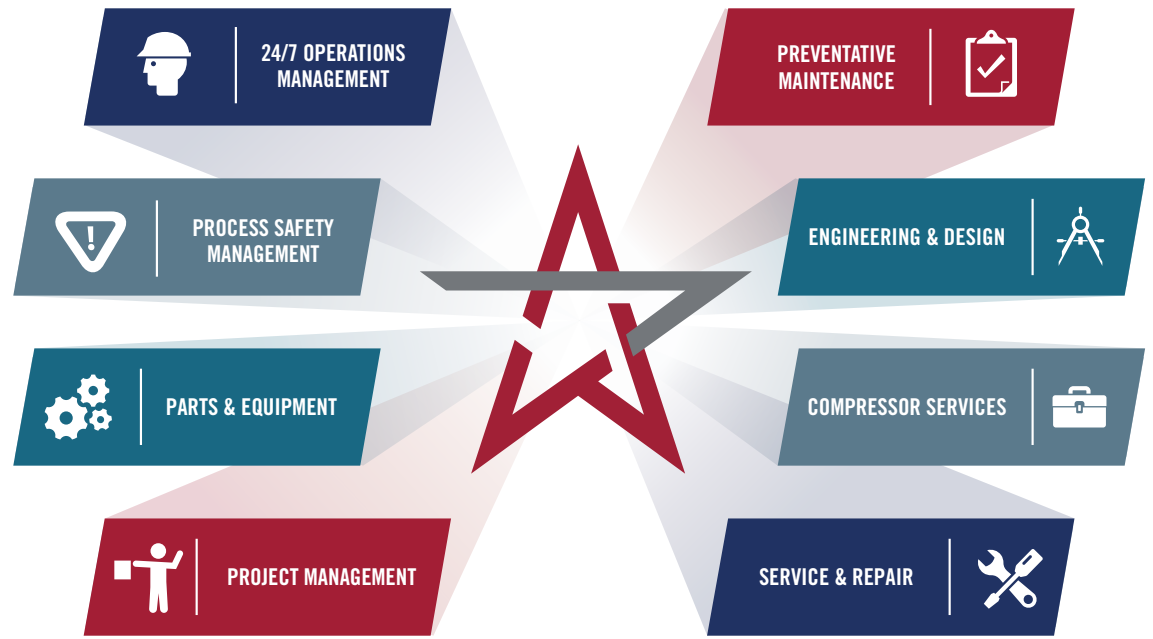 24/7 OPERATIONS
MANAGEMENT
PREVENTATIVE
MAINTENANCE
PROCESS SAFETY
MANAGEMENT
ENGINEERING & DESIGN
PARTS & EQUIPMENT
COMPRESSOR SERVICES
PROJECT MANAGEMENT
SERVICE & REPAIR